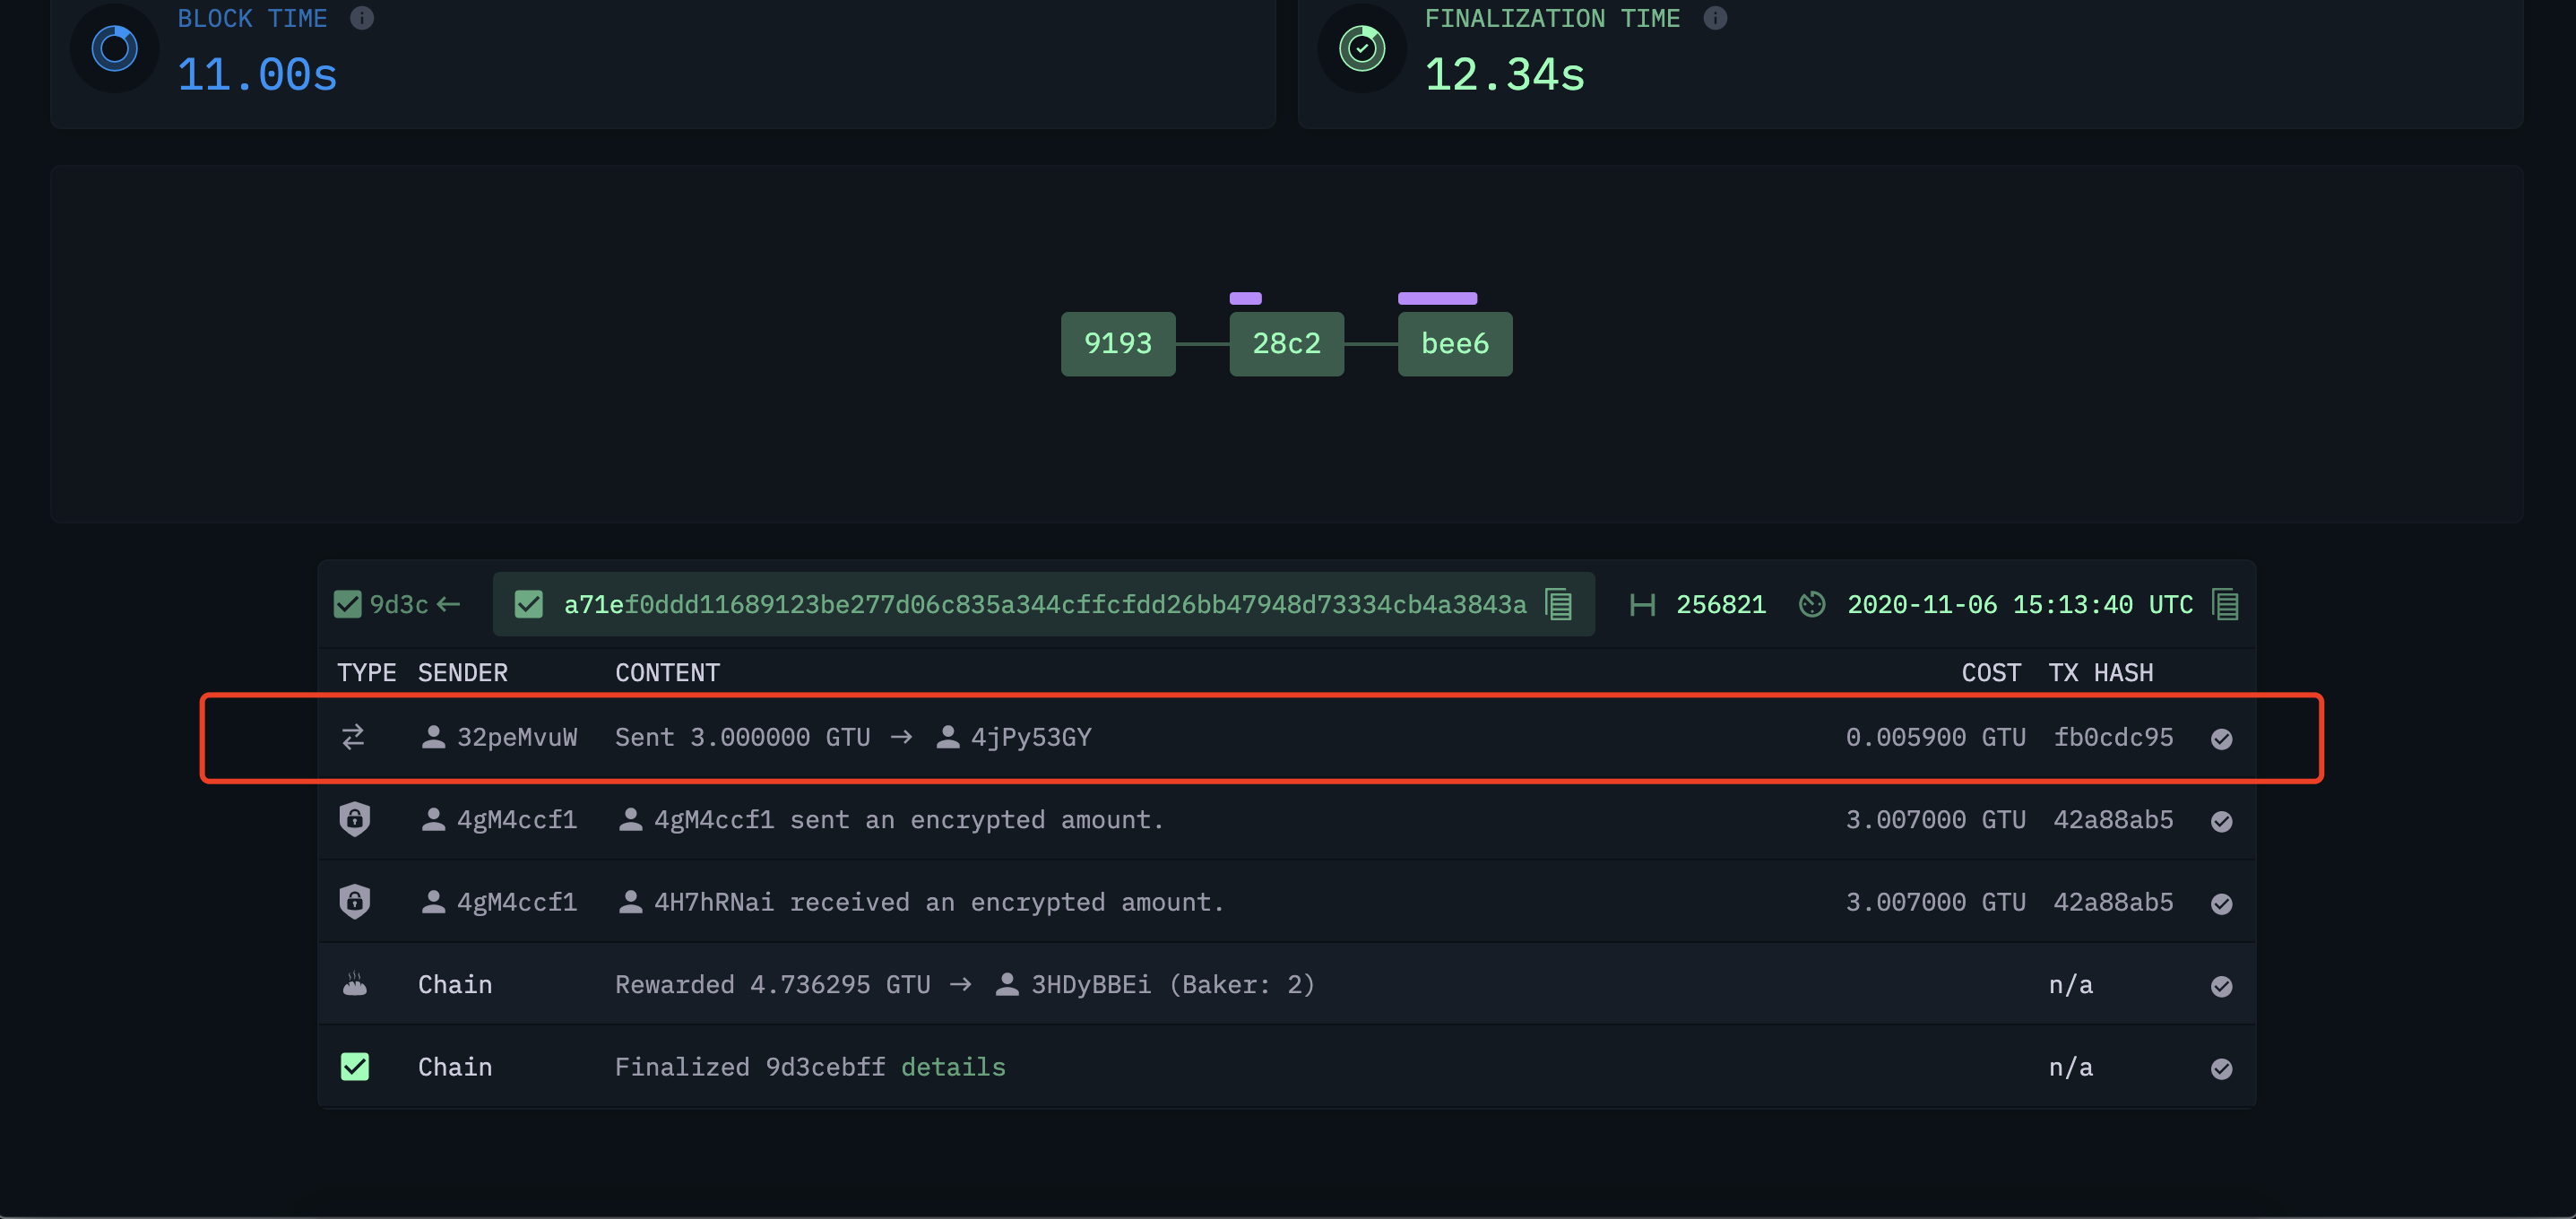 BLOCK TIME
11.00s
FINALIZATION TIME
12.34s
9193
28c2
bee6
9d3c ←
a71ef0ddd11689123be277d06c835a344cffcfdd26bb47948d73334cb4a3843a
256821
2020-11-06 15:13:40 UTC
TYPE SENDER CONTENT COST TX HASH
32peMvuW Sent 3.000000 GTU → 4jPy53GY 0.005900 GTU fb0cdc95
4gM4ccf1 4gM4ccf1 sent an encrypted amount. 3.007000 GTU 42a88ab5
4gM4ccf1 4H7hRNai received an encrypted amount. 3.007000 GTU 42a88ab5
Chain Rewarded 4.736295 GTU → 3HDyBBEi (Baker: 2) n/a
Chain Finalized 9d3cebff details n/a